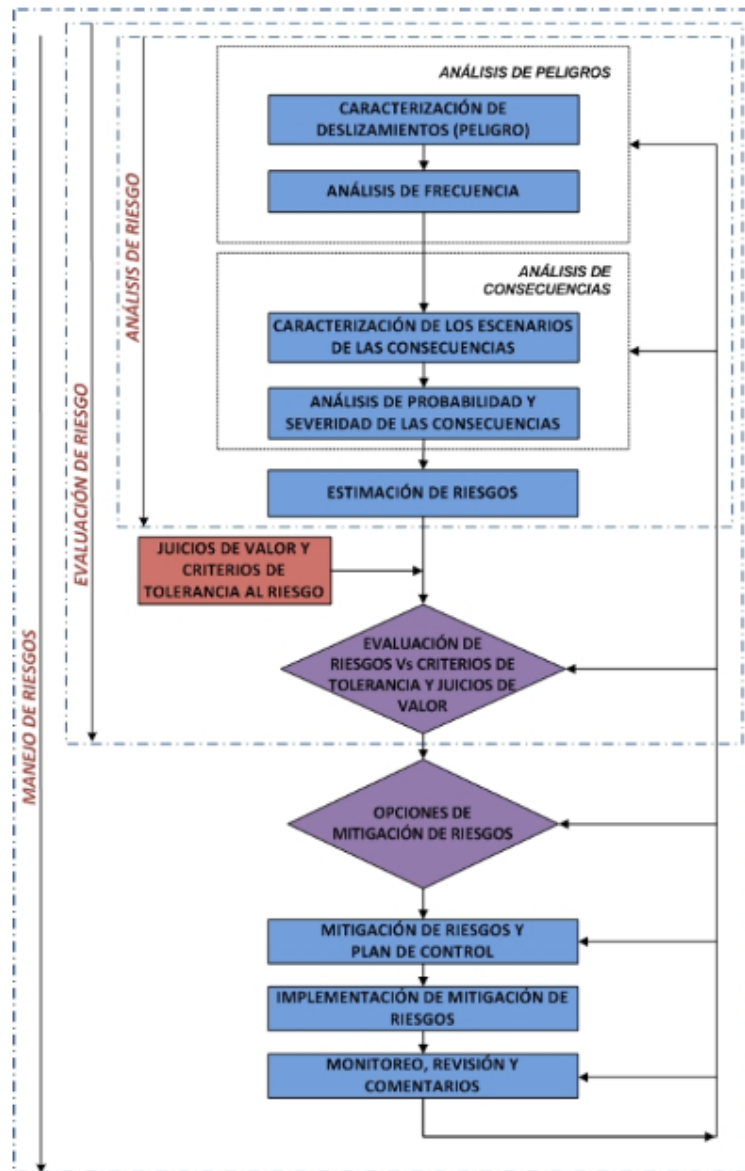 ANÁLISIS DE PELIGROS
CARACTERIZACIÓN DE
DESLIZAMIENTOS (PELIGRO)
ANÁLISIS DE FRECUENCIA
ANÁLISIS DE
CONSECUENCIAS
CARACTERIZACIÓN DE LOS ESCENARIOS
DE LAS CONSECUENCIAS
ANÁLISIS DE PROBABILIDAD Y
SEVERIDAD DE LAS CONSECUENCIAS
ESTIMACIÓN DE RIESGOS
ANÁLISIS DE RIESGO
EVALUACIÓN DE RIESGO
MANEJO DE RIESGOS
JUICIOS DE VALOR Y
CRITERIOS DE
TOLERANCIA AL RIESGO
EVALUACIÓN DE
RIESGOS Vs CRITERIOS DE
TOLERANCIA Y JUICIOS DE
VALOR
OPCIONES DE
MITIGACIÓN DE RIESGOS
MITIGACIÓN DE RIESGOS Y
PLAN DE CONTROL
IMPLEMENTACIÓN DE MITIGACIÓN DE
RIESGOS
MONITOREO, REVISIÓN Y
COMENTARIOS